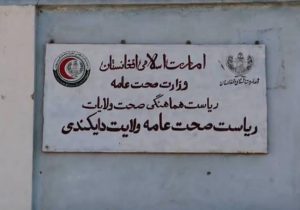 امارت اسلامی افغانستان
وزارت صحت عامه
ریاست هماهنگی صحت ولایات
ریاست صحت عامه ولایت دایکندی